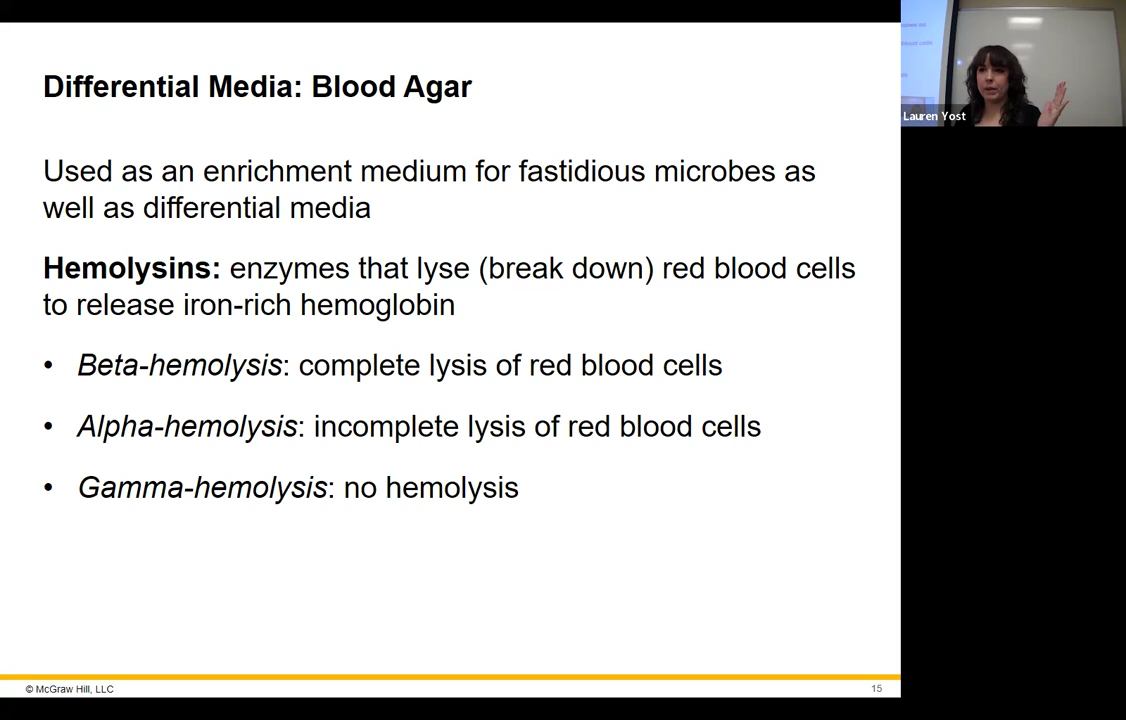 Differential Media: Blood Agar
Used as an enrichment medium for fastidious microbes as
well as differential media
Hemolysins: enzymes that lyse (break down) red blood cells
to release iron-rich hemoglobin
• Beta-hemolysis: complete lysis of red blood cells
• Alpha-hemolysis: incomplete lysis of red blood cells
• Gamma-hemolysis: no hemolysis
© McGraw Hill, LLC
15
Lauren Yost